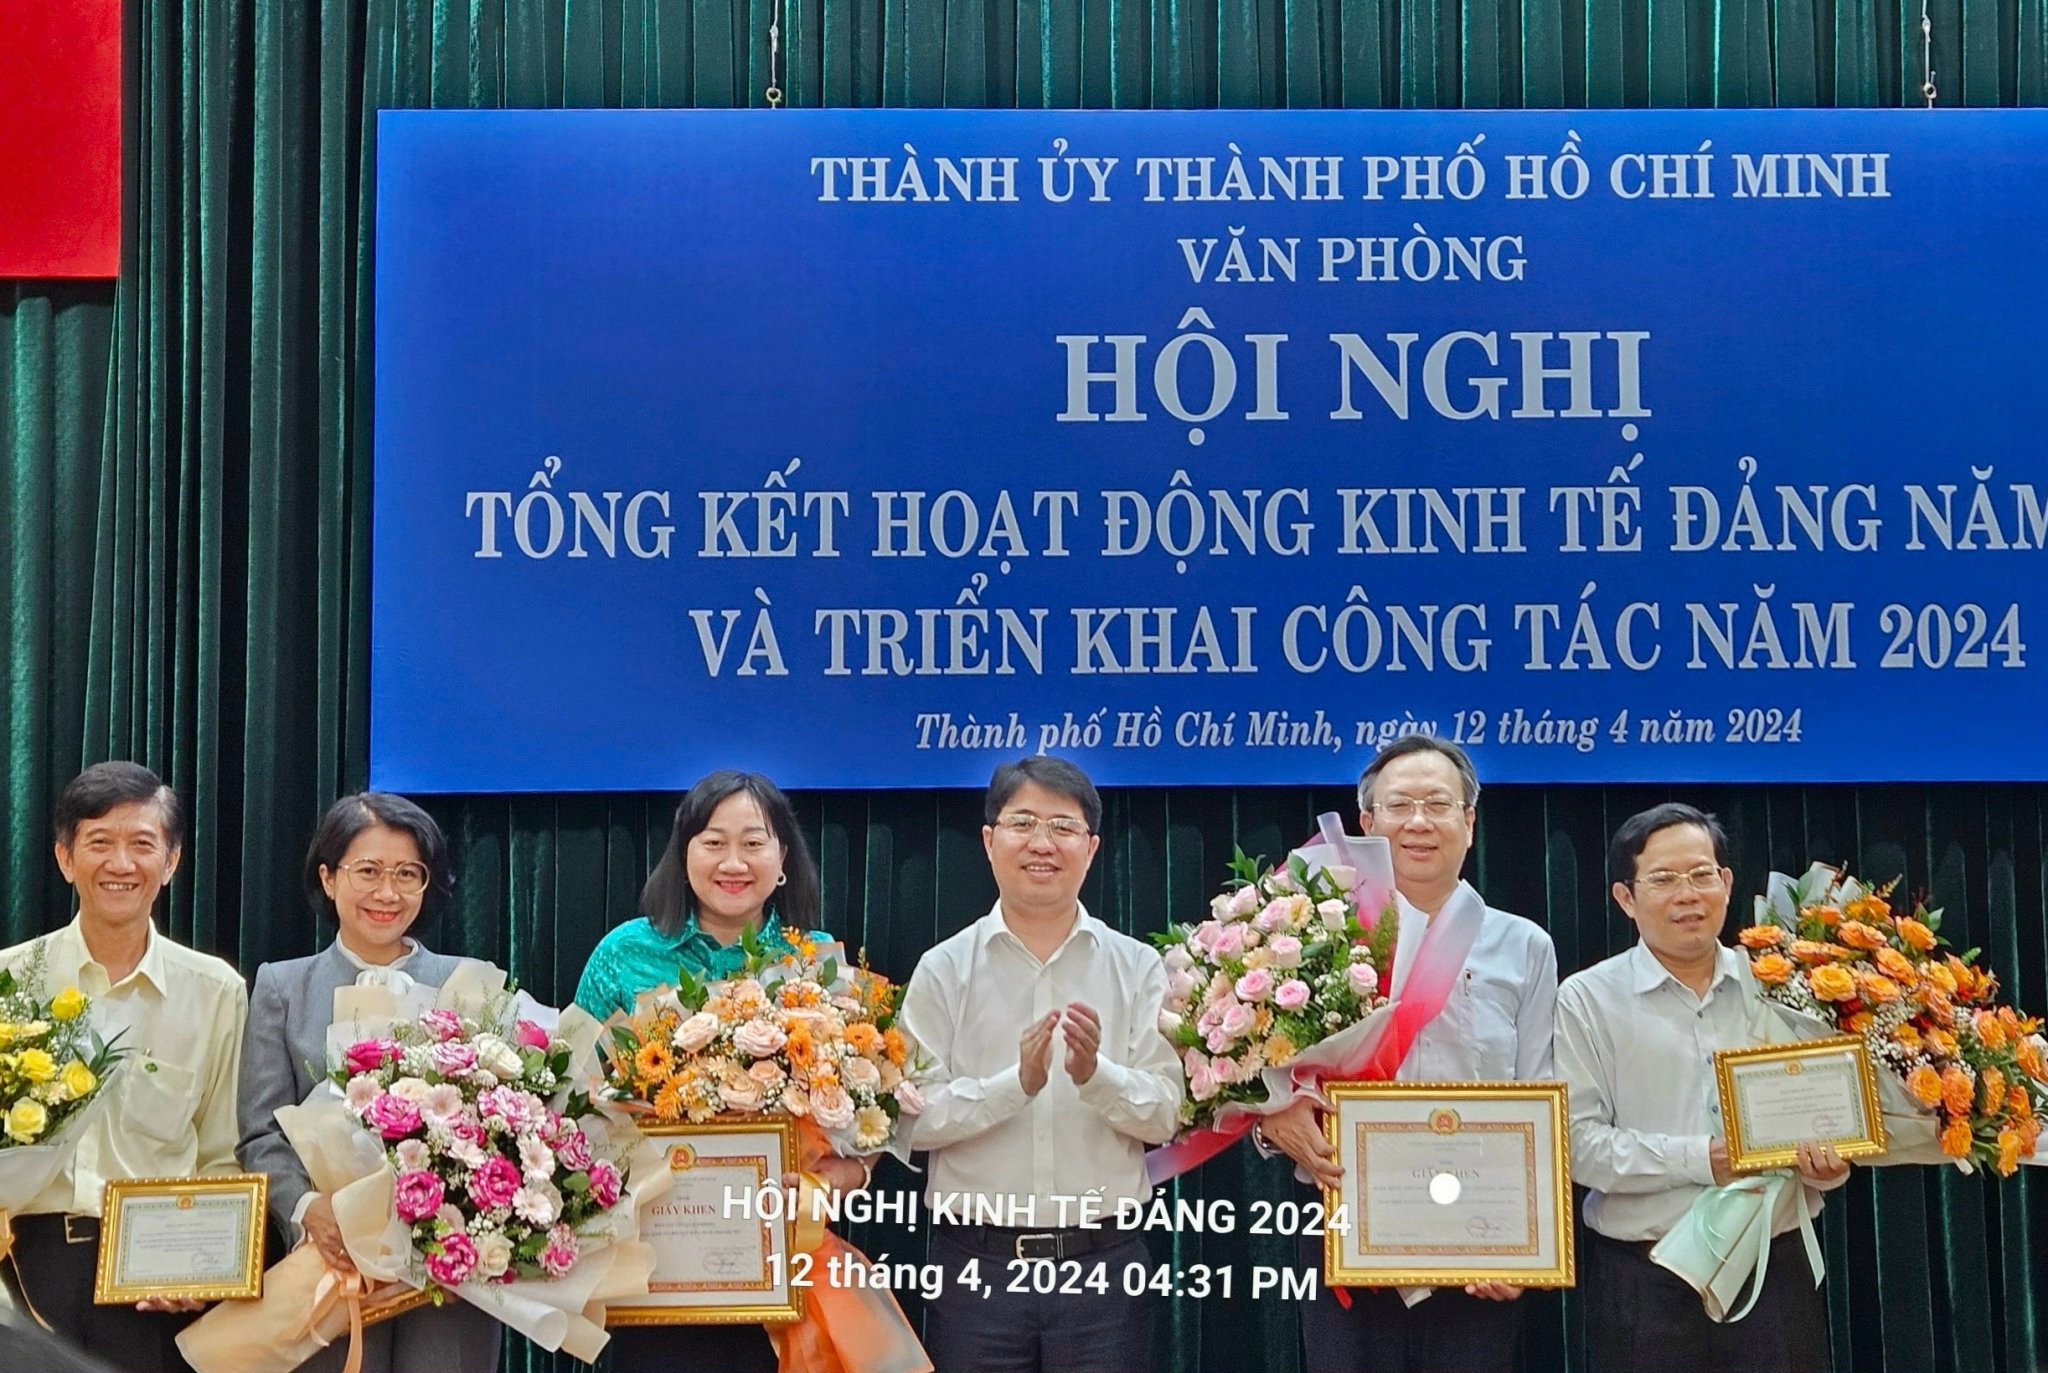 THÀNH ỦY THÀNH PHỐ HỒ CHÍ MINH
VĂN PHÒNG
HỘI NGHỊ
TỔNG KẾT HOẠT ĐỘNG KINH TẾ ĐẢNG NĂM
VÀ TRIỂN KHAI CÔNG TÁC NĂM 2024
Thành phố Hồ Chí Minh, ngày 12 tháng 4 năm 2024
GIẤY KHEN
GIẤY KHEN
HỘI NGHỊ KINH TẾ ĐẢNG 2024
12 tháng 4, 2024 04:31 PM